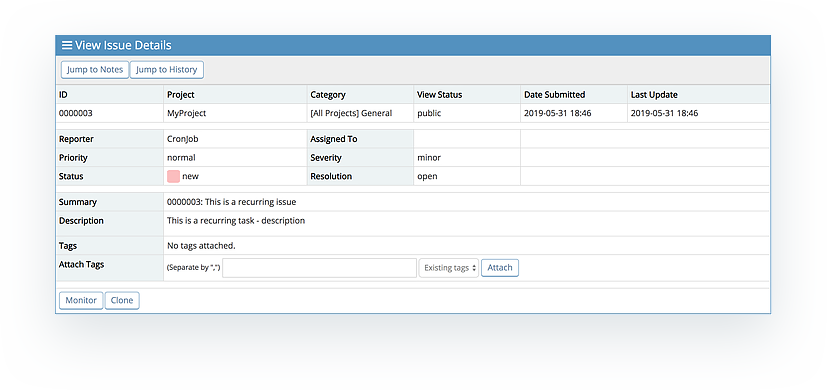 View Issue Details
Jump to Notes Jump to History
ID Project Category View Status Date Submitted Last Update
0000003 MyProject [All Projects] General public 2019-05-31 18:46 2019-05-31 18:46
Reporter CronJob Assigned To
Priority normal Severity minor
Status new Resolution open
Summary 0000003: This is a recurring issue
Description This is a recurring task - description
Tags No tags attached.
Attach Tags (Separate by ",") Existing tags Attach
Monitor Clone